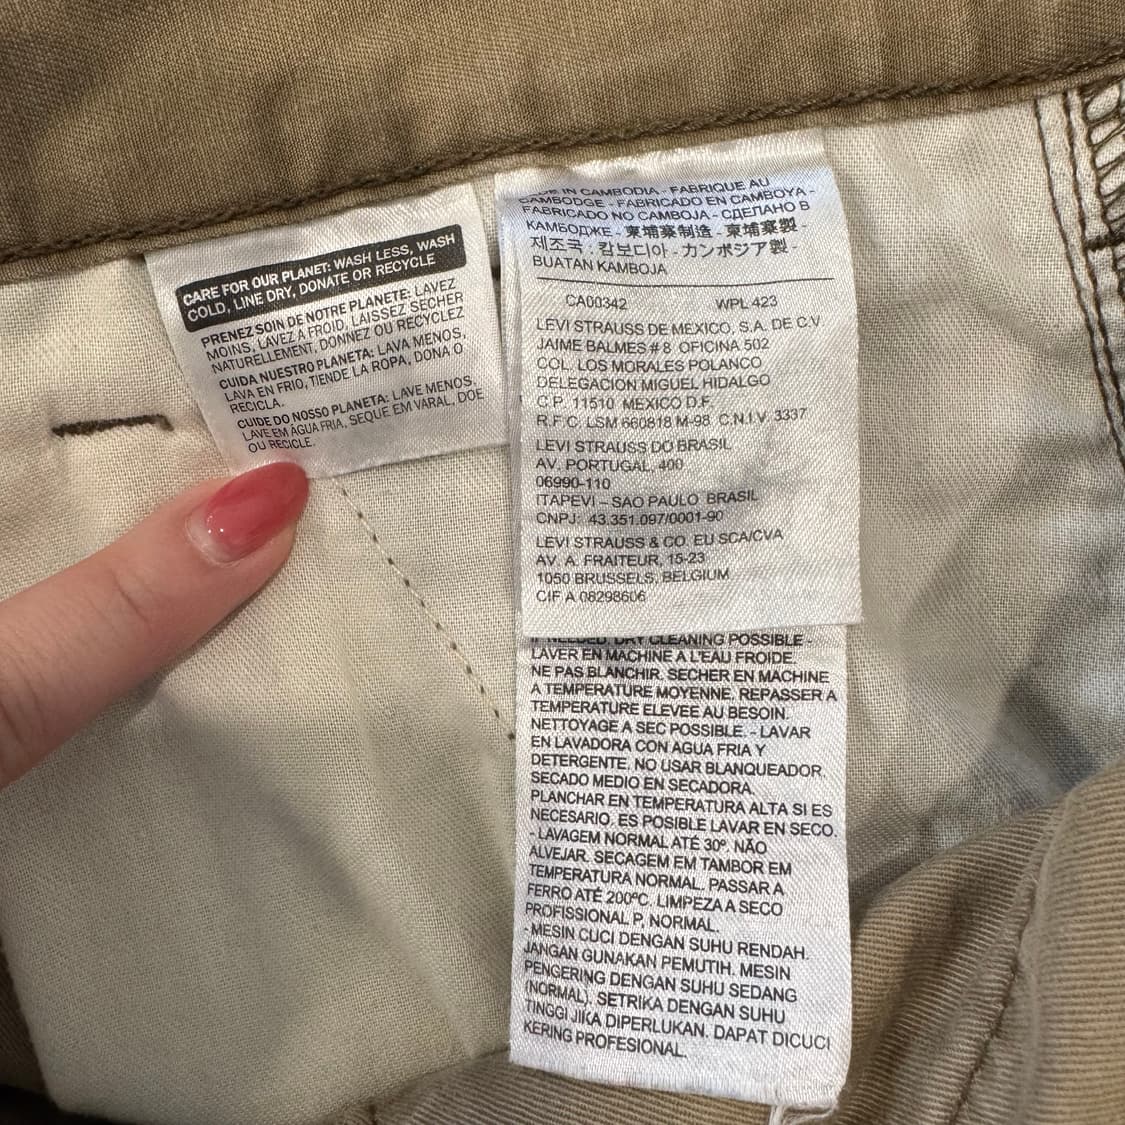 CARE FOR OUR PLANET: WASH LESS, WASH
COLD, LINE DRY, DONATE OR RECYCLE
PRENEZ SOIN DE NOTRE PLANETE: LAVEZ
MOINS, LAVEZ A FROID, LAISSEZ SECHER
NATURELLEMENT, DONNEZ OU RECYCLEZ
CUIDA NUESTRO PLANETA: LAVA MENOS,
LAVA EN FRIO, TIENDE LA ROPA, DONA O
RECICLA.
CUIDE DO NOSSO PLANETA: LAVE MENOS,
LAVE EM ÁGUA FRIA, SEQUE EM VARAL, DOE
OU RECICLE.
IN CAMBODIA - FABRIQUE AU
CAMBODGE - FABRICADO EN CAMBOYA -
FABRICADO NO CAMBOJA - СДЕЛАНО В
КАМБОДЖЕ - 柬埔寨制造 - 柬埔寨製 -
제조국 : 캄보디아 - カンボジア製 -
BUATAN KAMBOJA
CA00342 WPL 423
LEVI STRAUSS DE MEXICO, S.A. DE C.V.
JAIME BALMES # 8 OFICINA 502
COL. LOS MORALES POLANCO
DELEGACION MIGUEL HIDALGO
C.P. 11510 MEXICO D.F.
R.F.C. LSM 660818 M-98 C.N.I.V. 3337
LEVI STRAUSS DO BRASIL
AV. PORTUGAL, 400
06990-110
ITAPEVI – SAO PAULO BRASIL
CNPJ: 43.351.097/0001-90
LEVI STRAUSS & CO. EU SCA/CVA
AV. A. FRAITEUR, 15-23
1050 BRUSSELS, BELGIUM
CIF A 08298606
IF NEEDED. DRY CLEANING POSSIBLE -
LAVER EN MACHINE A L'EAU FROIDE.
NE PAS BLANCHIR. SECHER EN MACHINE
A TEMPERATURE MOYENNE. REPASSER A
TEMPERATURE ELEVEE AU BESOIN.
NETTOYAGE A SEC POSSIBLE. - LAVAR
EN LAVADORA CON AGUA FRIA Y
DETERGENTE. NO USAR BLANQUEADOR.
SECADO MEDIO EN SECADORA.
PLANCHAR EN TEMPERATURA ALTA SI ES
NECESARIO. ES POSIBLE LAVAR EN SECO.
- LAVAGEM NORMAL ATÉ 30º. NÃO
ALVEJAR. SECAGEM EM TAMBOR EM
TEMPERATURA NORMAL. PASSAR A
FERRO ATÉ 200ºC. LIMPEZA A SECO
PROFISSIONAL P, NORMAL.
- MESIN CUCI DENGAN SUHU RENDAH.
JANGAN GUNAKAN PEMUTIH. MESIN
PENGERING DENGAN SUHU SEDANG
(NORMAL). SETRIKA DENGAN SUHU
TINGGI JIKA DIPERLUKAN. DAPAT DICUCI
KERING PROFESIONAL.